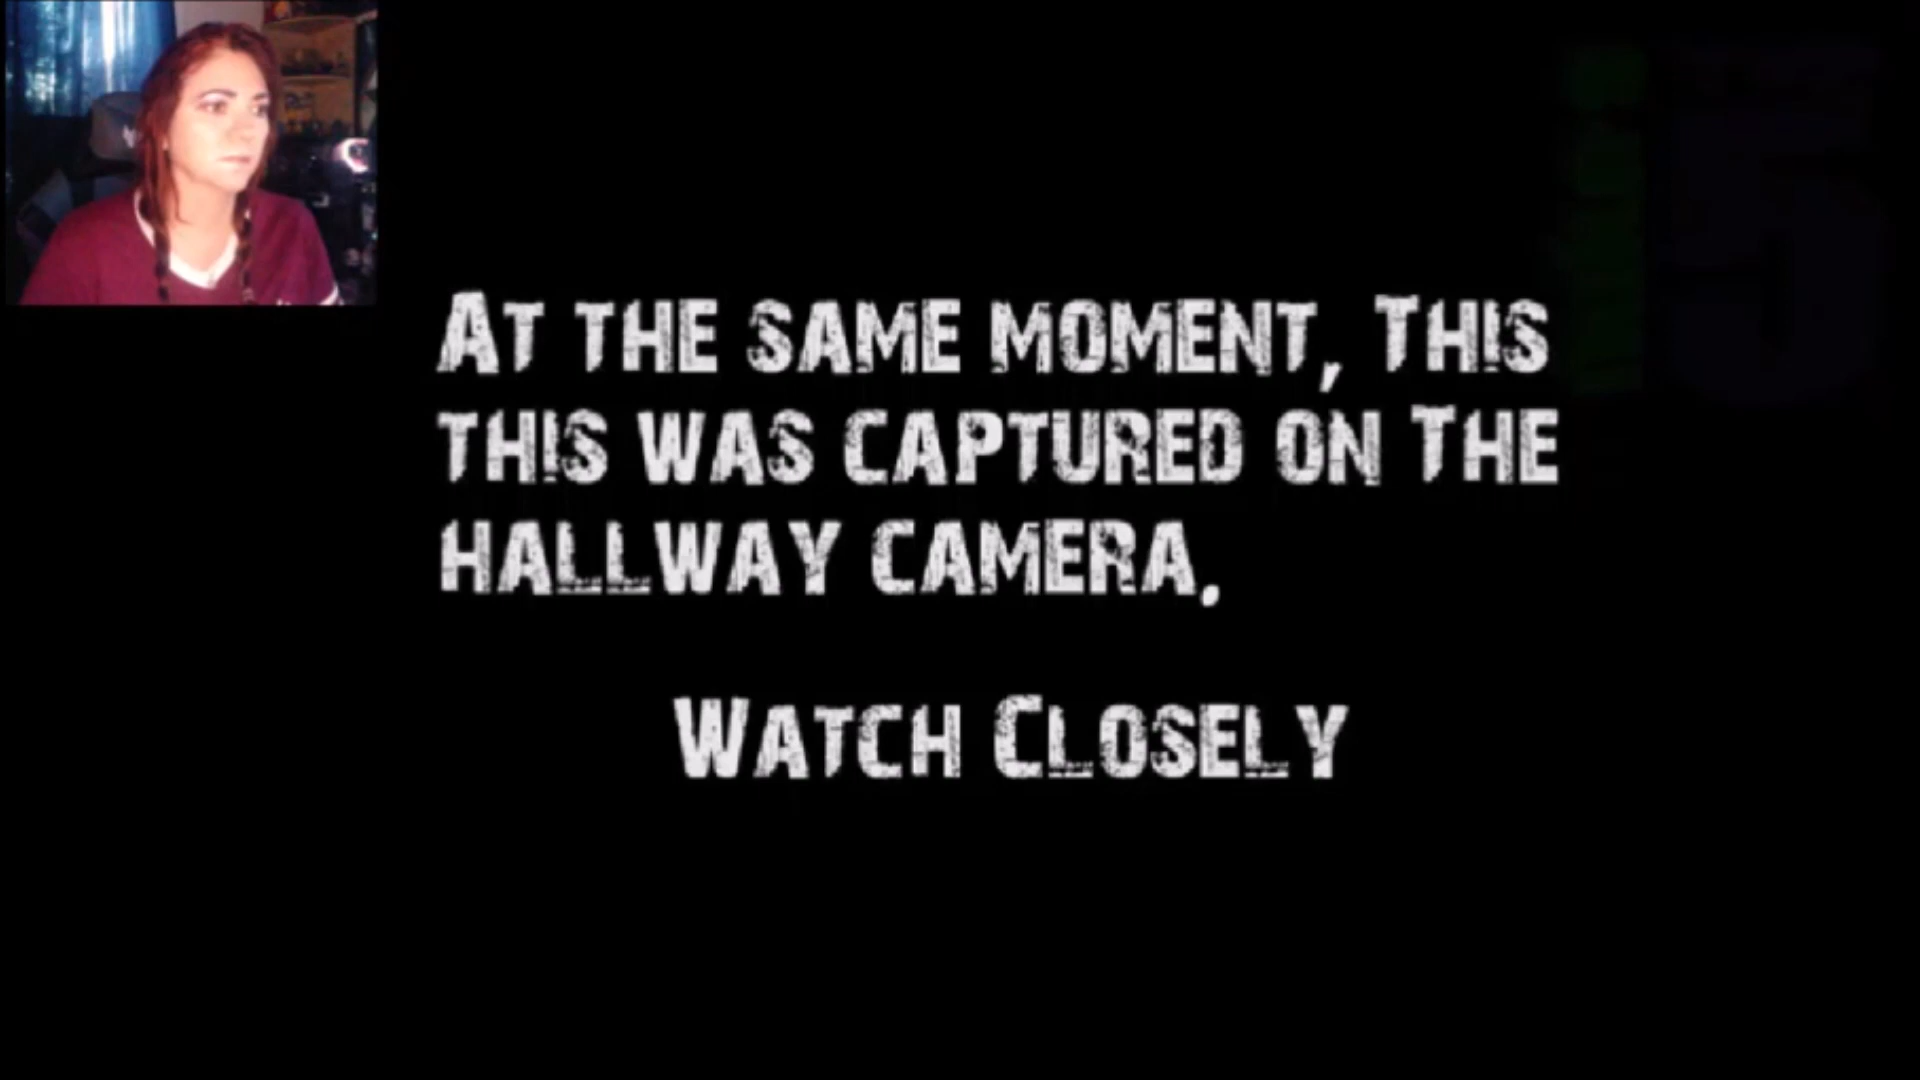 At the same moment, This
this was captured on The
hallway camera,
Watch Closely